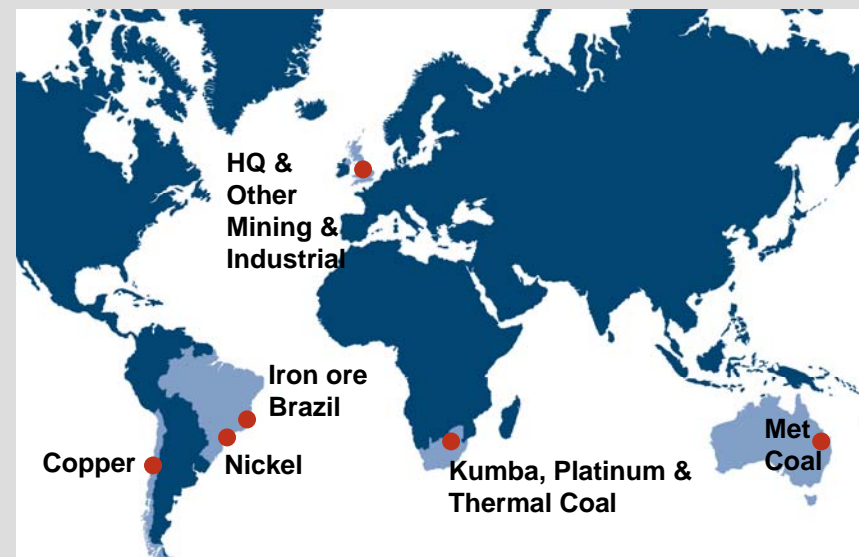 HQ &
Other
Mining &
Industrial
Iron ore
Brazil
Nickel
Copper
Kumba, Platinum &
Thermal Coal
Met
Coal